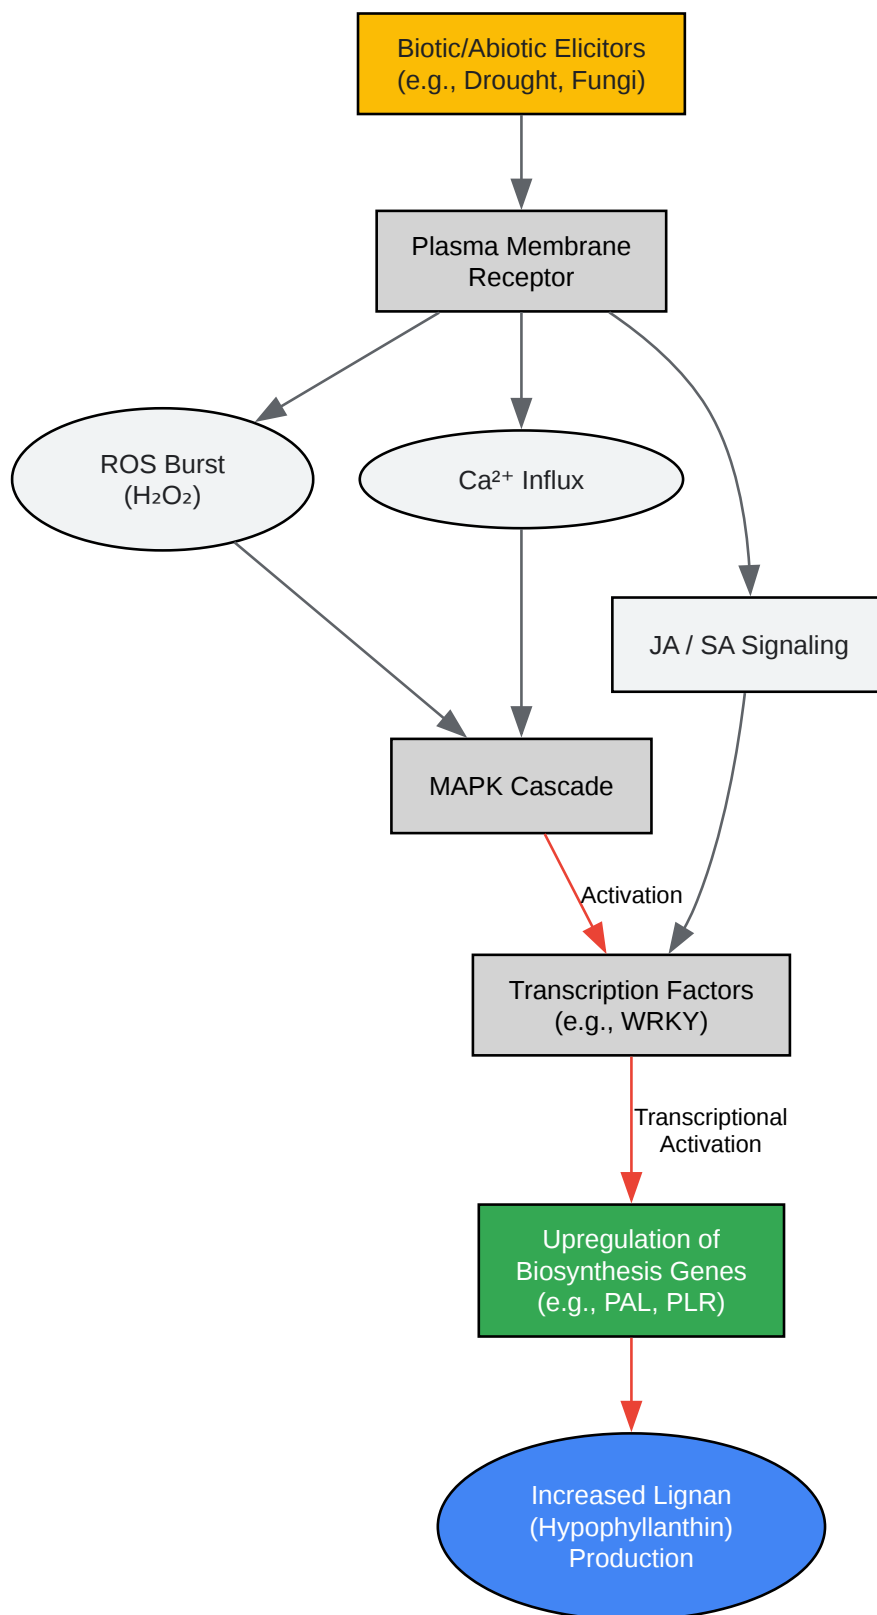 Biotic/Abiotic Elicitors
(e.g., Drought, Fungi)
Plasma Membrane
Receptor
ROS Burst
(H₂O₂)
Ca²⁺ Influx
JA / SA Signaling
MAPK Cascade
Activation
Transcription Factors
(e.g., WRKY)
Transcriptional
Activation
Upregulation of
Biosynthesis Genes
(e.g., PAL, PLR)
Increased Lignan
(Hypophyllanthin)
Production